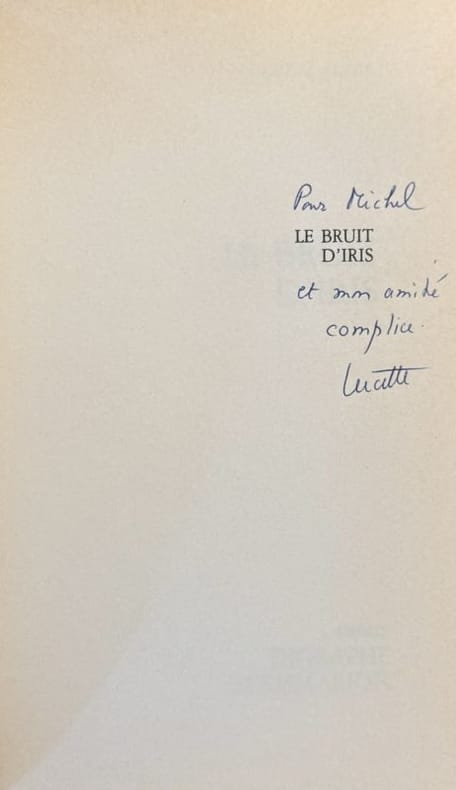 Pour Michel
LE BRUIT
D'IRIS
et mon amitié
complice.
Lucette